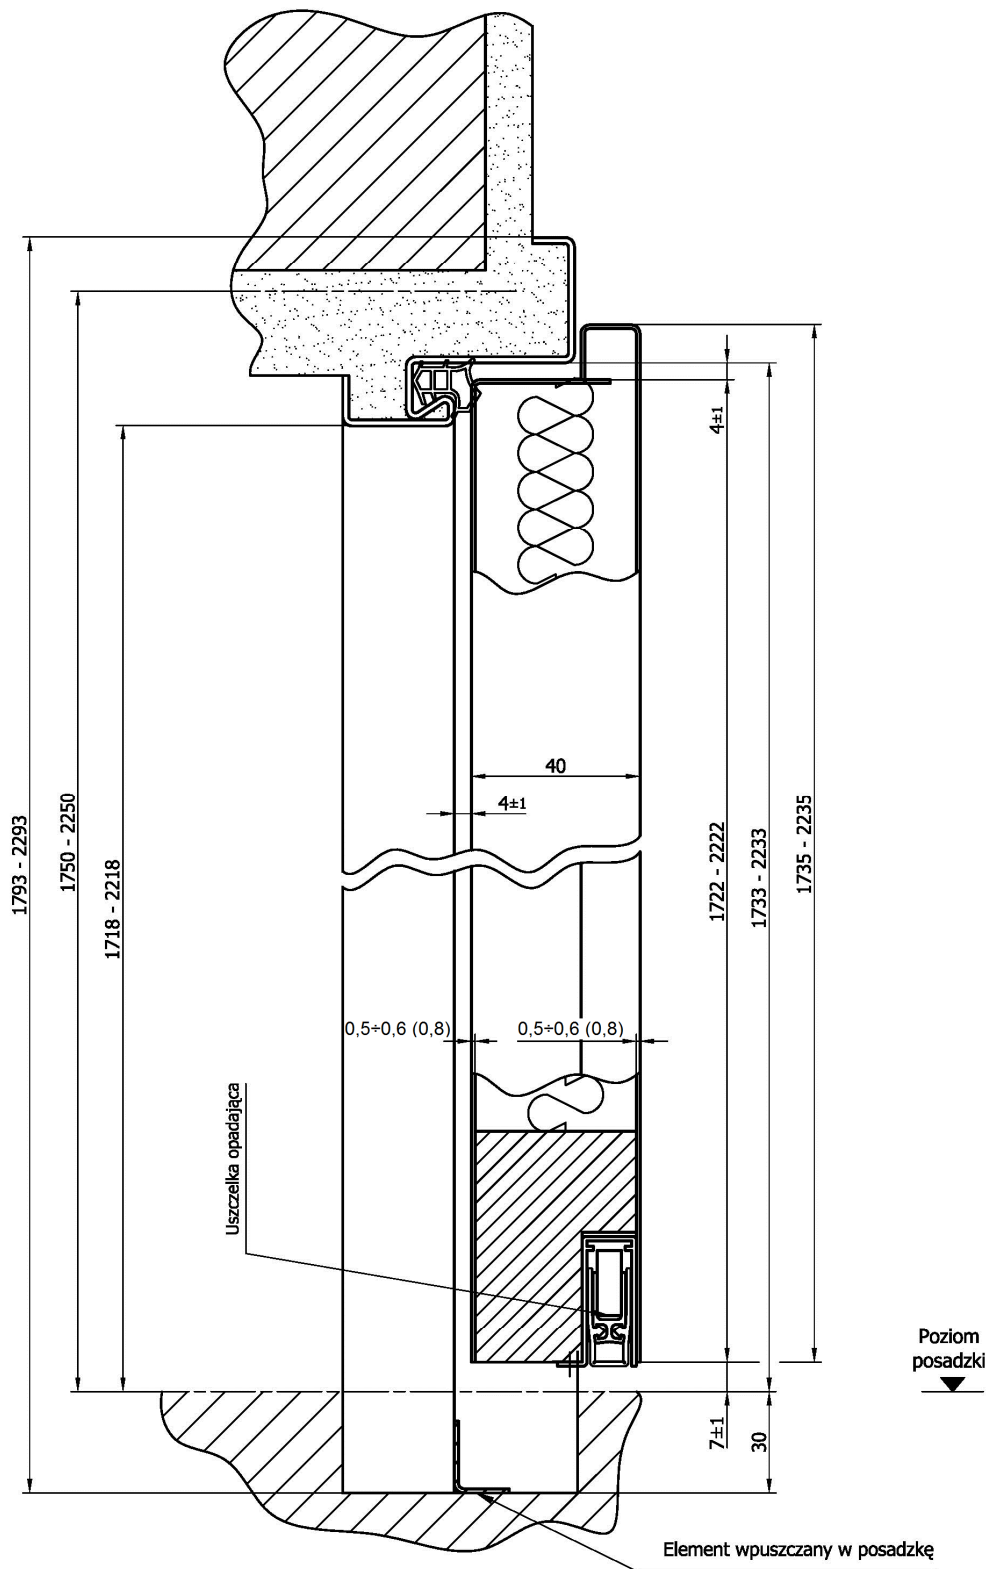 4±1
40
4±1
1793 - 2293
1750 - 2250
1718 - 2218
1722 - 2222
1733 - 2233
1735 - 2235
0,5÷0,6 (0,8)
0,5÷0,6 (0,8)
Uszczelka opadająca
Poziom
posadzki
7±1
30
Element wpuszczany w posadzkę